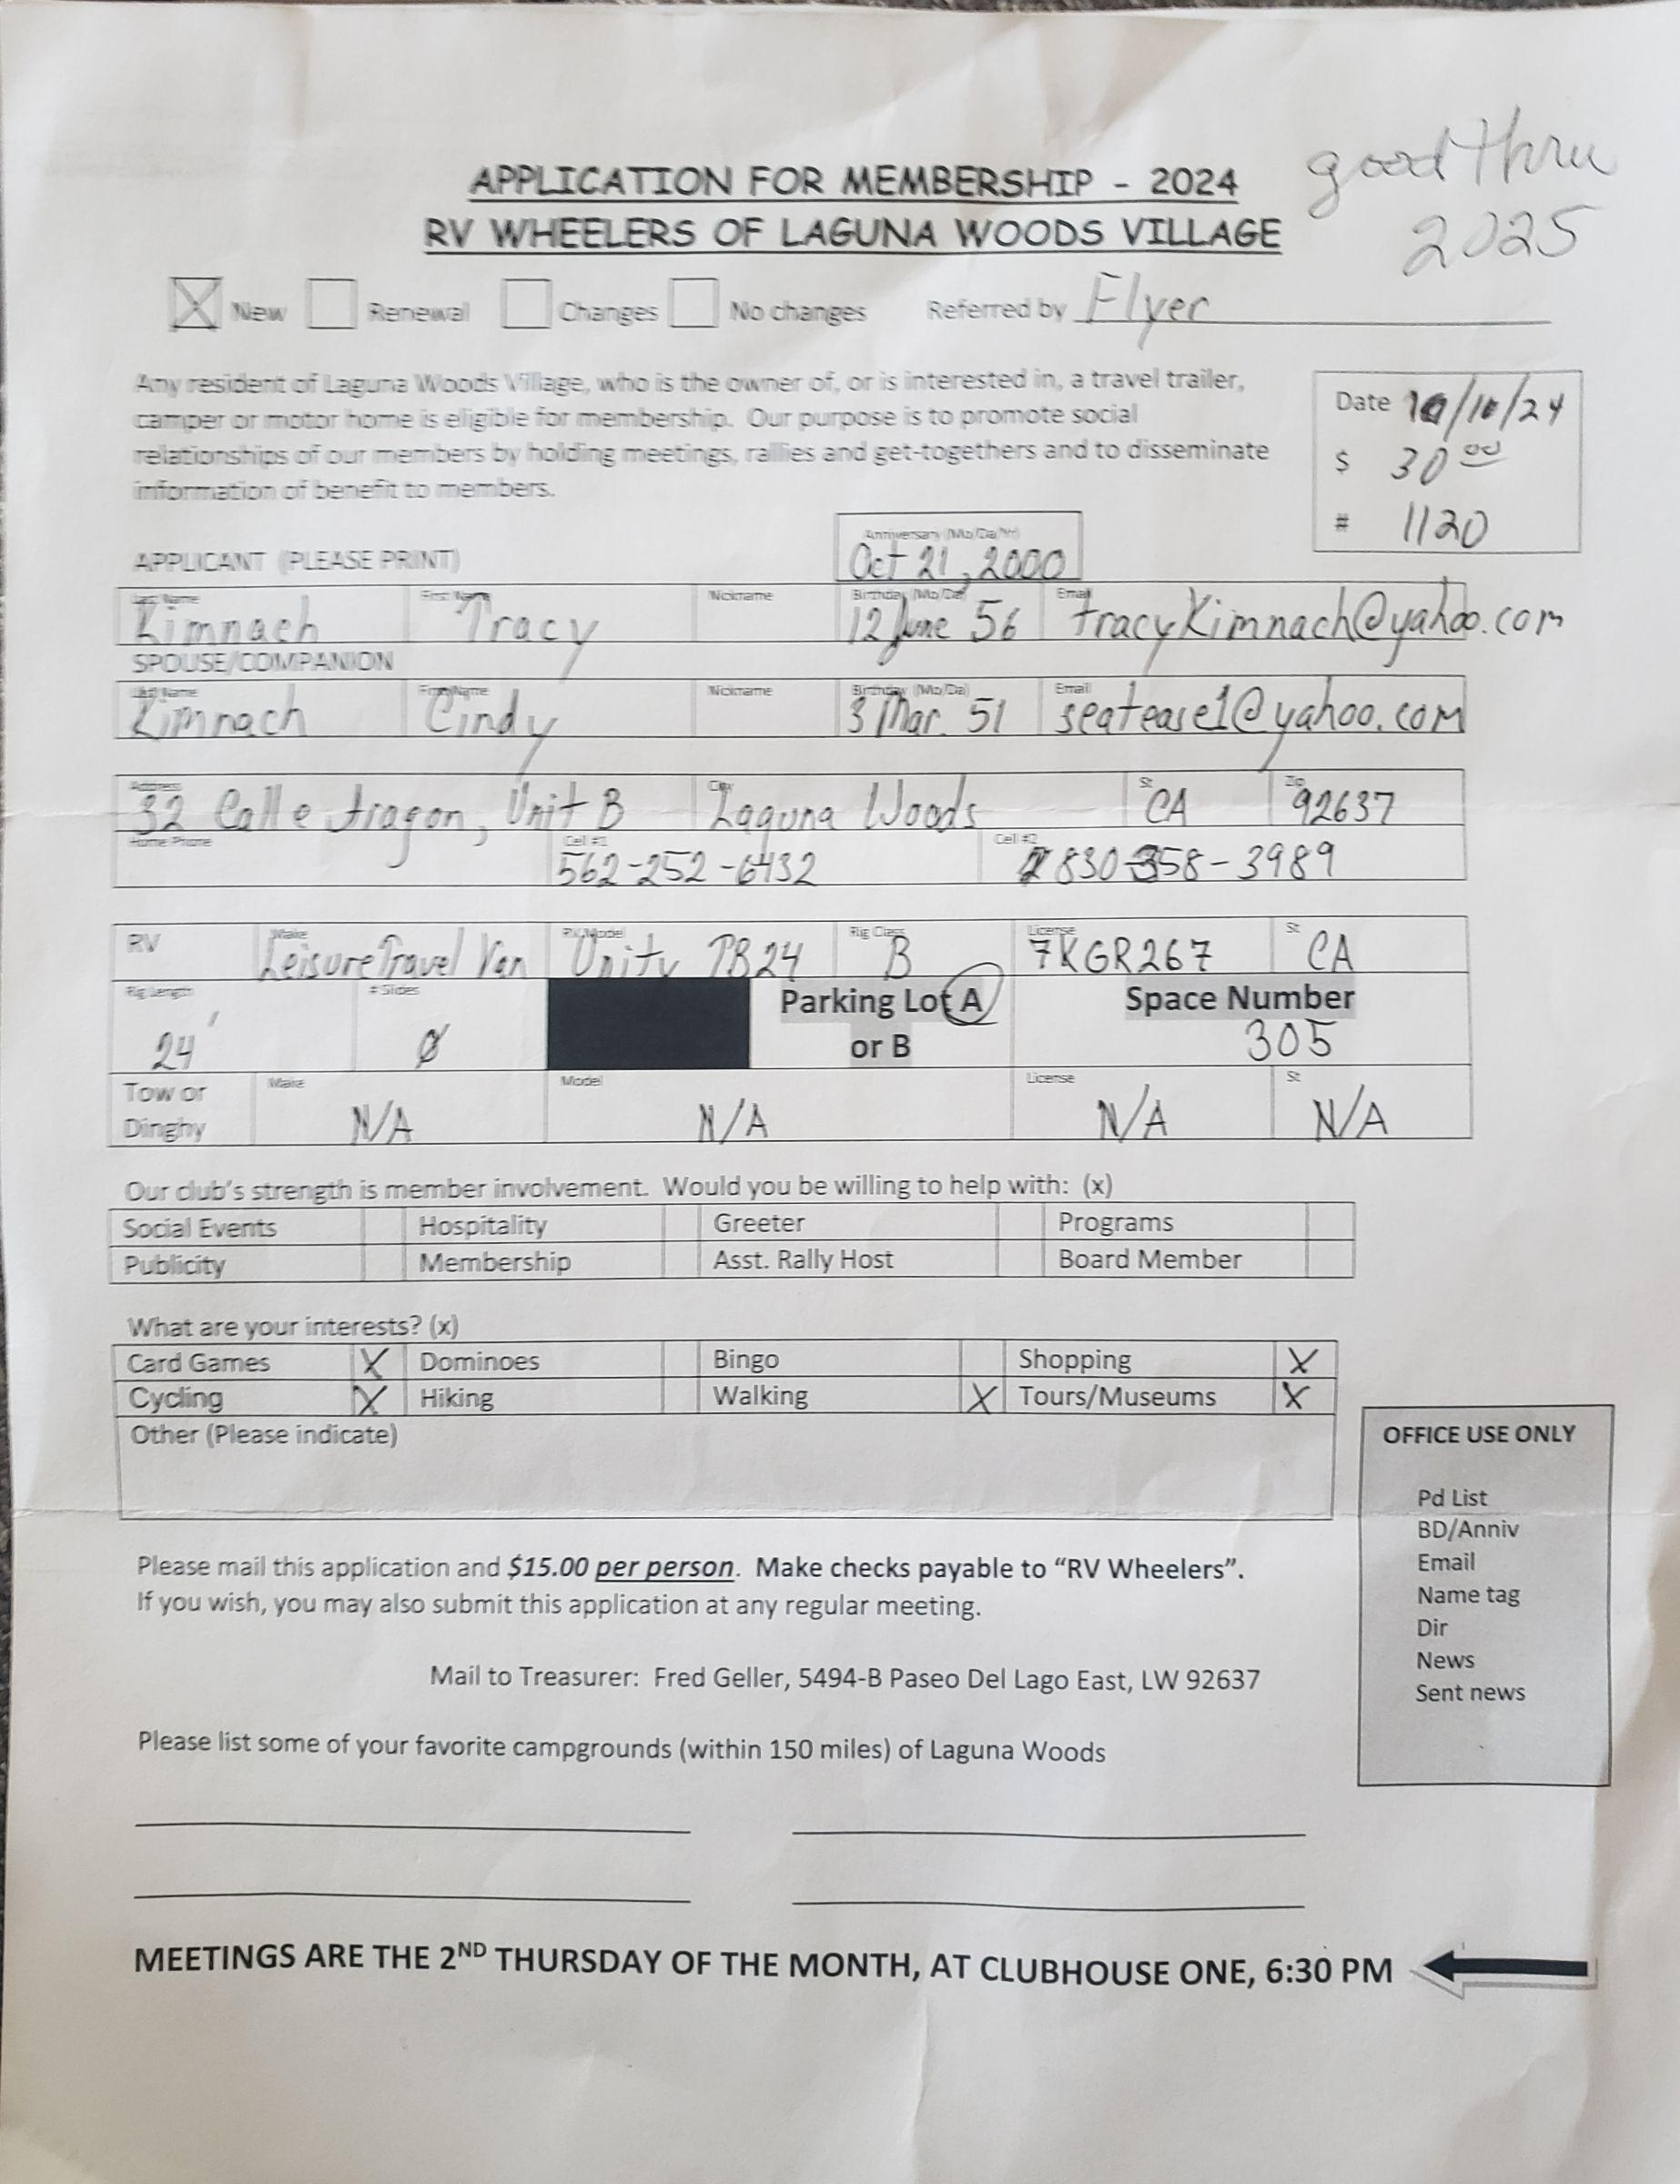 good thru
2025
APPLICATION FOR MEMBERSHIP - 2024
RV WHEELERS OF LAGUNA WOODS VILLAGE
X New Renewal Changes No changes Referred by Flyer
Any resident of Laguna Woods Village, who is the owner of, or is interested in, a travel trailer,
camper or motor home is eligible for membership. Our purpose is to promote social
relationships of our members by holding meetings, rallies and get-togethers and to disseminate
information of benefit to members.
Date 10/10/24
$ 30 00
# 1120
Anniversary (Mo/Da/Yr)
Oct 21, 2000
APPLICANT (PLEASE PRINT)
Last Name First Name Nickname Birthday (Mo/Da) Email
Kimnach Tracy 12 June 56 tracykimnach@yahoo.com
SPOUSE/COMPANION
Last Name First Name Nickname Birthday (Mo/Da) Email
Kimnach Cindy 3 Mar. 51 seatease1@yahoo.com
Address City St Zip
32 Calle Aragon, Unit B Laguna Woods CA 92637
Home Phone Cell #1 Cell #2
562-252-6432 830-358-3989
RV Make RV Model Rig Class License St
Leisure Travel Van Unity TB24 B 7KGR267 CA
Rig Length # Slides Parking Lot A Space Number
24' 0 or B 305
Tow or Make Model License St
Dinghy N/A N/A N/A N/A
Our club's strength is member involvement. Would you be willing to help with: (x)
Social Events Hospitality Greeter Programs
Publicity Membership Asst. Rally Host Board Member
What are your interests? (x)
Card Games X Dominoes Bingo Shopping X
Cycling X Hiking Walking X Tours/Museums X
Other (Please indicate)
OFFICE USE ONLY
Pd List
BD/Anniv
Email
Name tag
Dir
News
Sent news
Please mail this application and $15.00 per person. Make checks payable to "RV Wheelers".
If you wish, you may also submit this application at any regular meeting.
Mail to Treasurer: Fred Geller, 5494-B Paseo Del Lago East, LW 92637
Please list some of your favorite campgrounds (within 150 miles) of Laguna Woods
MEETINGS ARE THE 2ND THURSDAY OF THE MONTH, AT CLUBHOUSE ONE, 6:30 PM